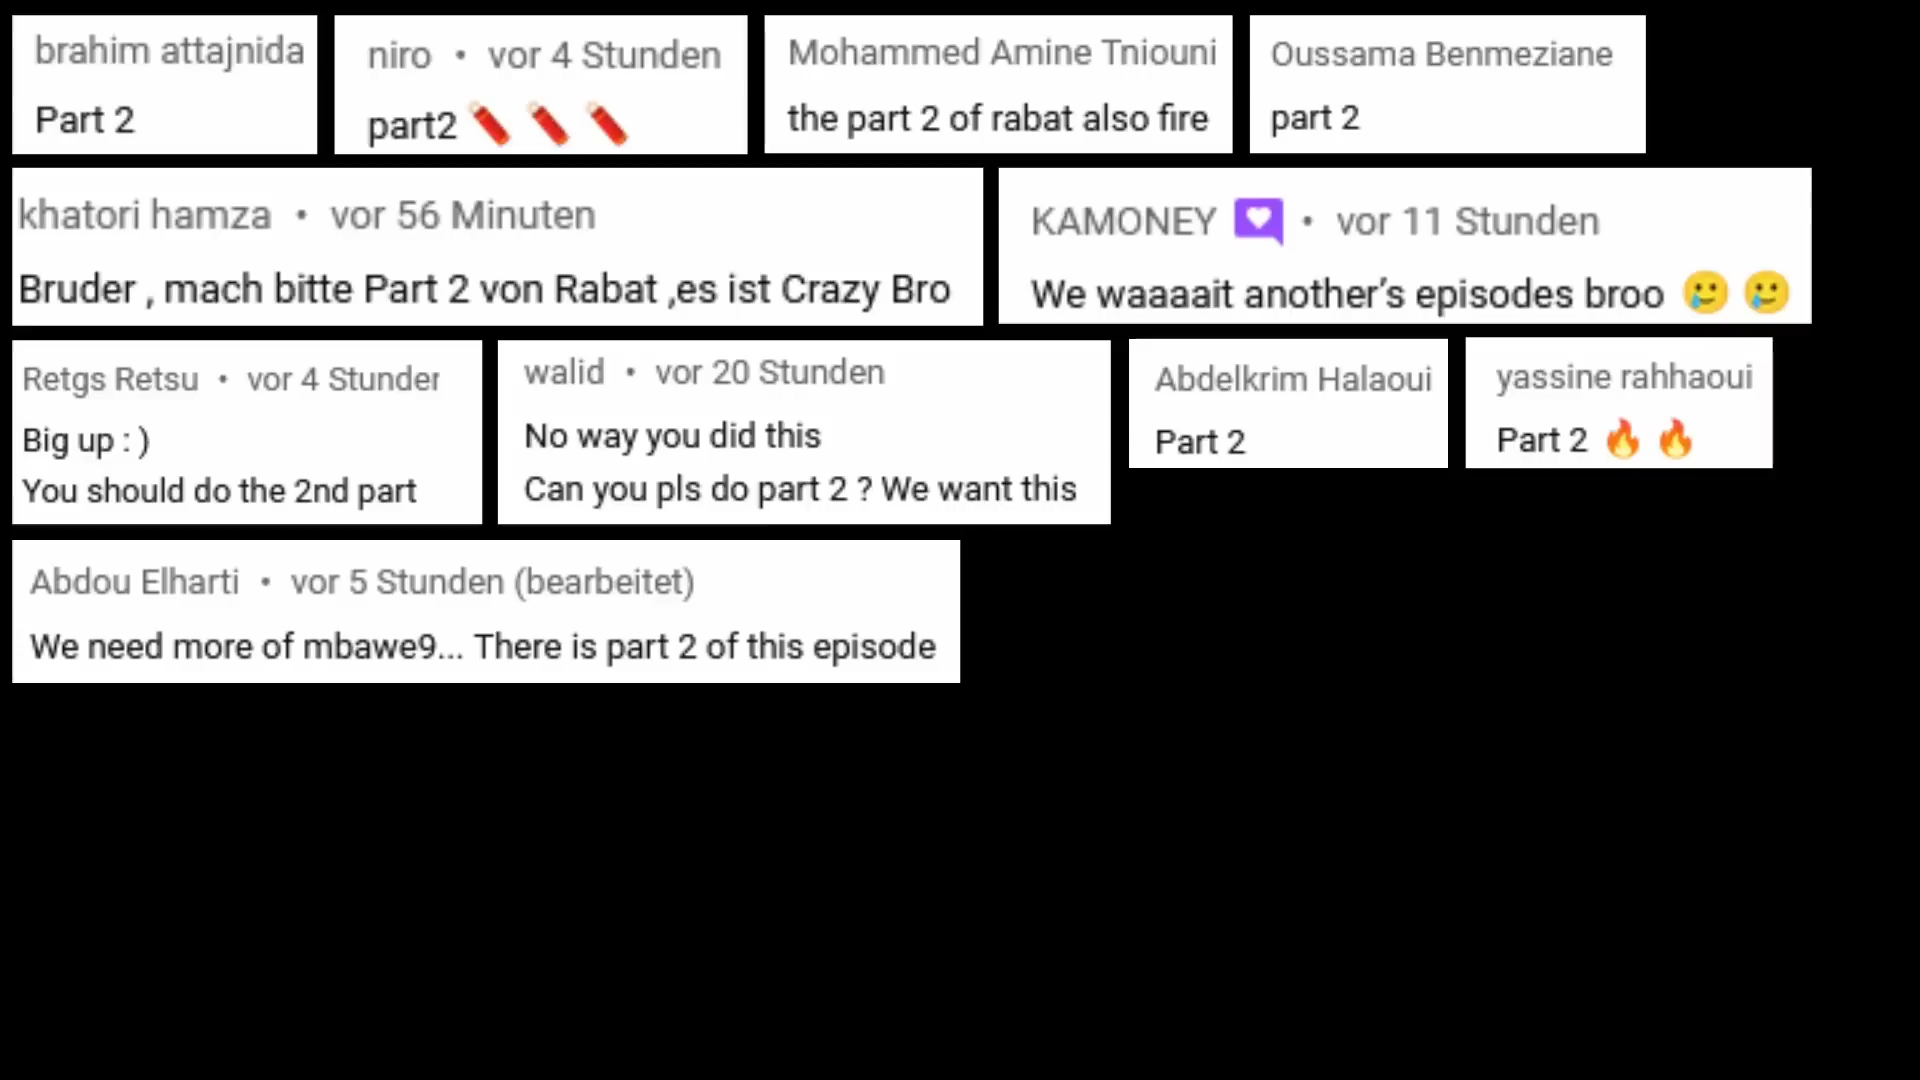 brahim attajnida
Part 2
niro • vor 4 Stunden
part2 🧨 🧨 🧨
Mohammed Amine Tniouni
the part 2 of rabat also fire
Oussama Benmeziane
part 2
khatori hamza • vor 56 Minuten
Bruder , mach bitte Part 2 von Rabat ,es ist Crazy Bro
KAMONEY • vor 11 Stunden
We waaaait another’s episodes broo 🥲 🥲
Retgs Retsu • vor 4 Stunden
Big up : )
You should do the 2nd part
walid • vor 20 Stunden
No way you did this
Can you pls do part 2 ? We want this
Abdelkrim Halaoui
Part 2
yassine rahhaoui
Part 2 🔥 🔥
Abdou Elharti • vor 5 Stunden (bearbeitet)
We need more of mbawe9... There is part 2 of this episode